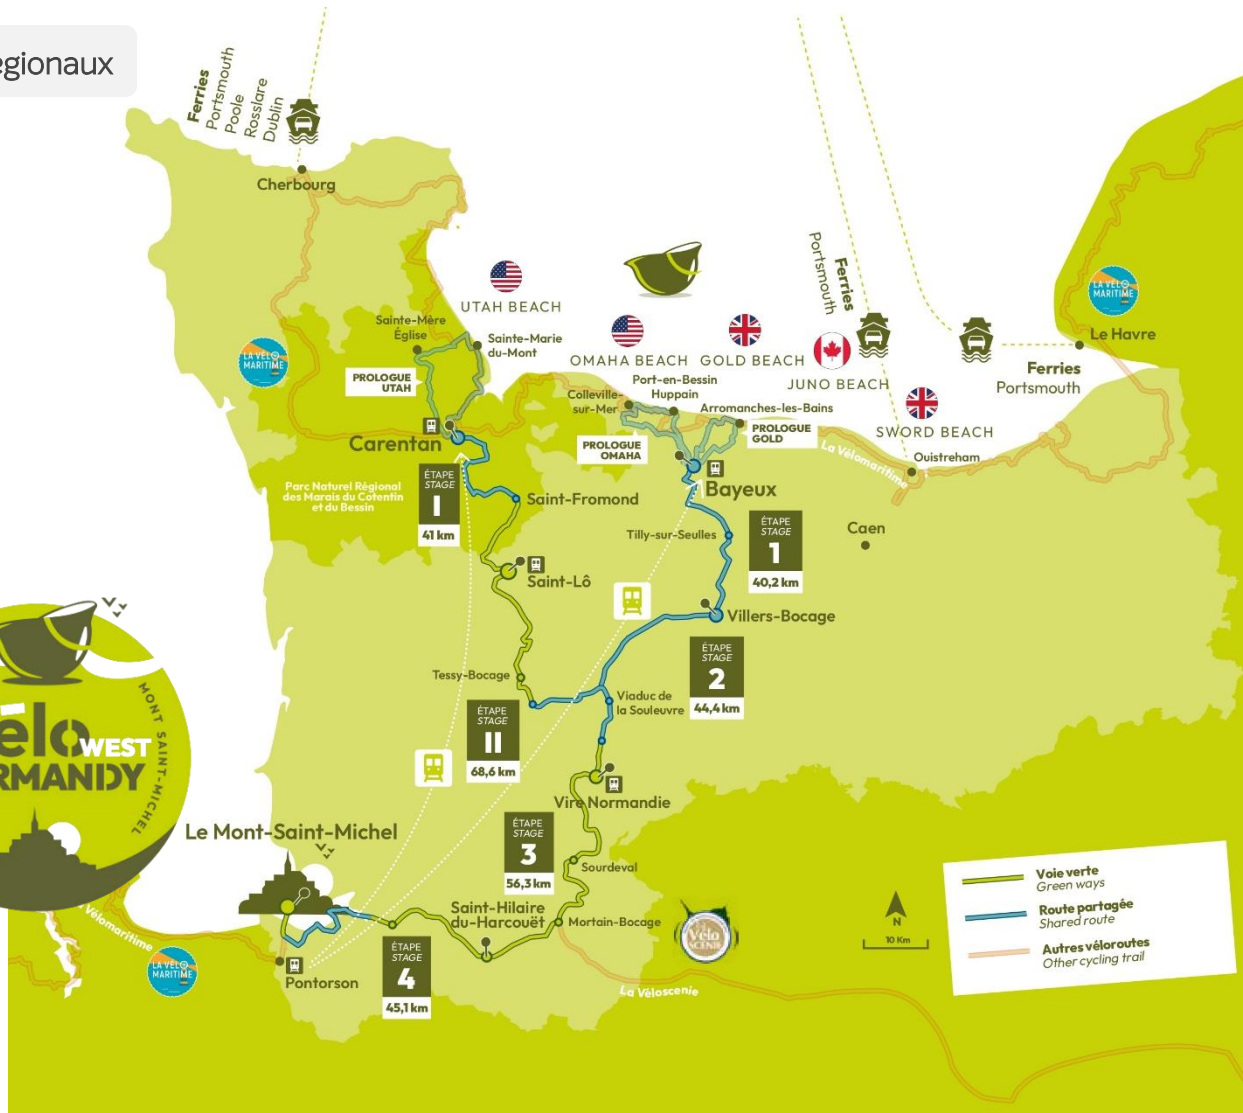 égionaux
Ferries
Portsmouth
Poole
Rosslare
Dublin
Cherbourg
UTAH BEACH
Sainte-Mère
Église
Sainte-Marie
du-Mont
PROLOGUE
UTAH
LA VÉLO
MARITIME
Carentan
OMAHA BEACH
GOLD BEACH
JUNO BEACH
SWORD BEACH
Ferries
Portsmouth
Ferries
Portsmouth
LA VÉLO
MARITIME
Le Havre
Colleville-
sur-Mer
Port-en-Bessin
Huppain
Arromanches-les-Bains
PROLOGUE
OMAHA
PROLOGUE
GOLD
La Vélomaritime
Ouistreham
Parc Naturel Régional
des Marais du Cotentin
et du Bessin
ÉTAPE
STAGE
I
41 km
Saint-Fromond
Bayeux
Tilly-sur-Seulles
ÉTAPE
STAGE
1
40,2 km
Caen
Saint-Lô
Villers-Bocage
ÉTAPE
STAGE
2
44,4 km
Tessy-Bocage
Viaduc de
la Souleuvre
ÉTAPE
STAGE
II
68,6 km
Vire Normandie
élo
WEST
RMANDY
MONT SAINT-MICHEL
Le Mont-Saint-Michel
ÉTAPE
STAGE
3
56,3 km
Sourdeval
Saint-Hilaire
du-Harcouët
Mortain-Bocage
Vélo
SCÉNIE
Vélomaritime
LA VÉLO
MARITIME
Pontorson
ÉTAPE
STAGE
4
45,1 km
La Véloscenie
N
10 Km
Voie verte
Green ways
Route partagée
Shared route
Autres véloroutes
Other cycling trail